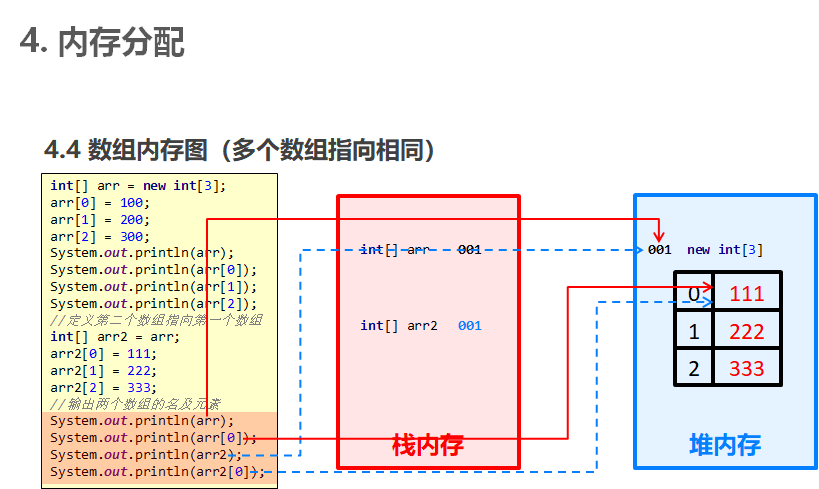 4. 内存分配
4.4 数组内存图（多个数组指向相同）
int[] arr = new int[3];
arr[0] = 100;
arr[1] = 200;
arr[2] = 300;
System.out.println(arr);
System.out.println(arr[0]);
System.out.println(arr[1]);
System.out.println(arr[2]);
//定义第二个数组指向第一个数组
int[] arr2 = arr;
arr2[0] = 111;
arr2[1] = 222;
arr2[2] = 333;
//输出两个数组的名及元素
System.out.println(arr);
System.out.println(arr[0]);
System.out.println(arr2);
System.out.println(arr2[0]);
int[] arr 001
int[] arr2 001
栈内存
001 new int[3]
0 111
1 222
2 333
堆内存